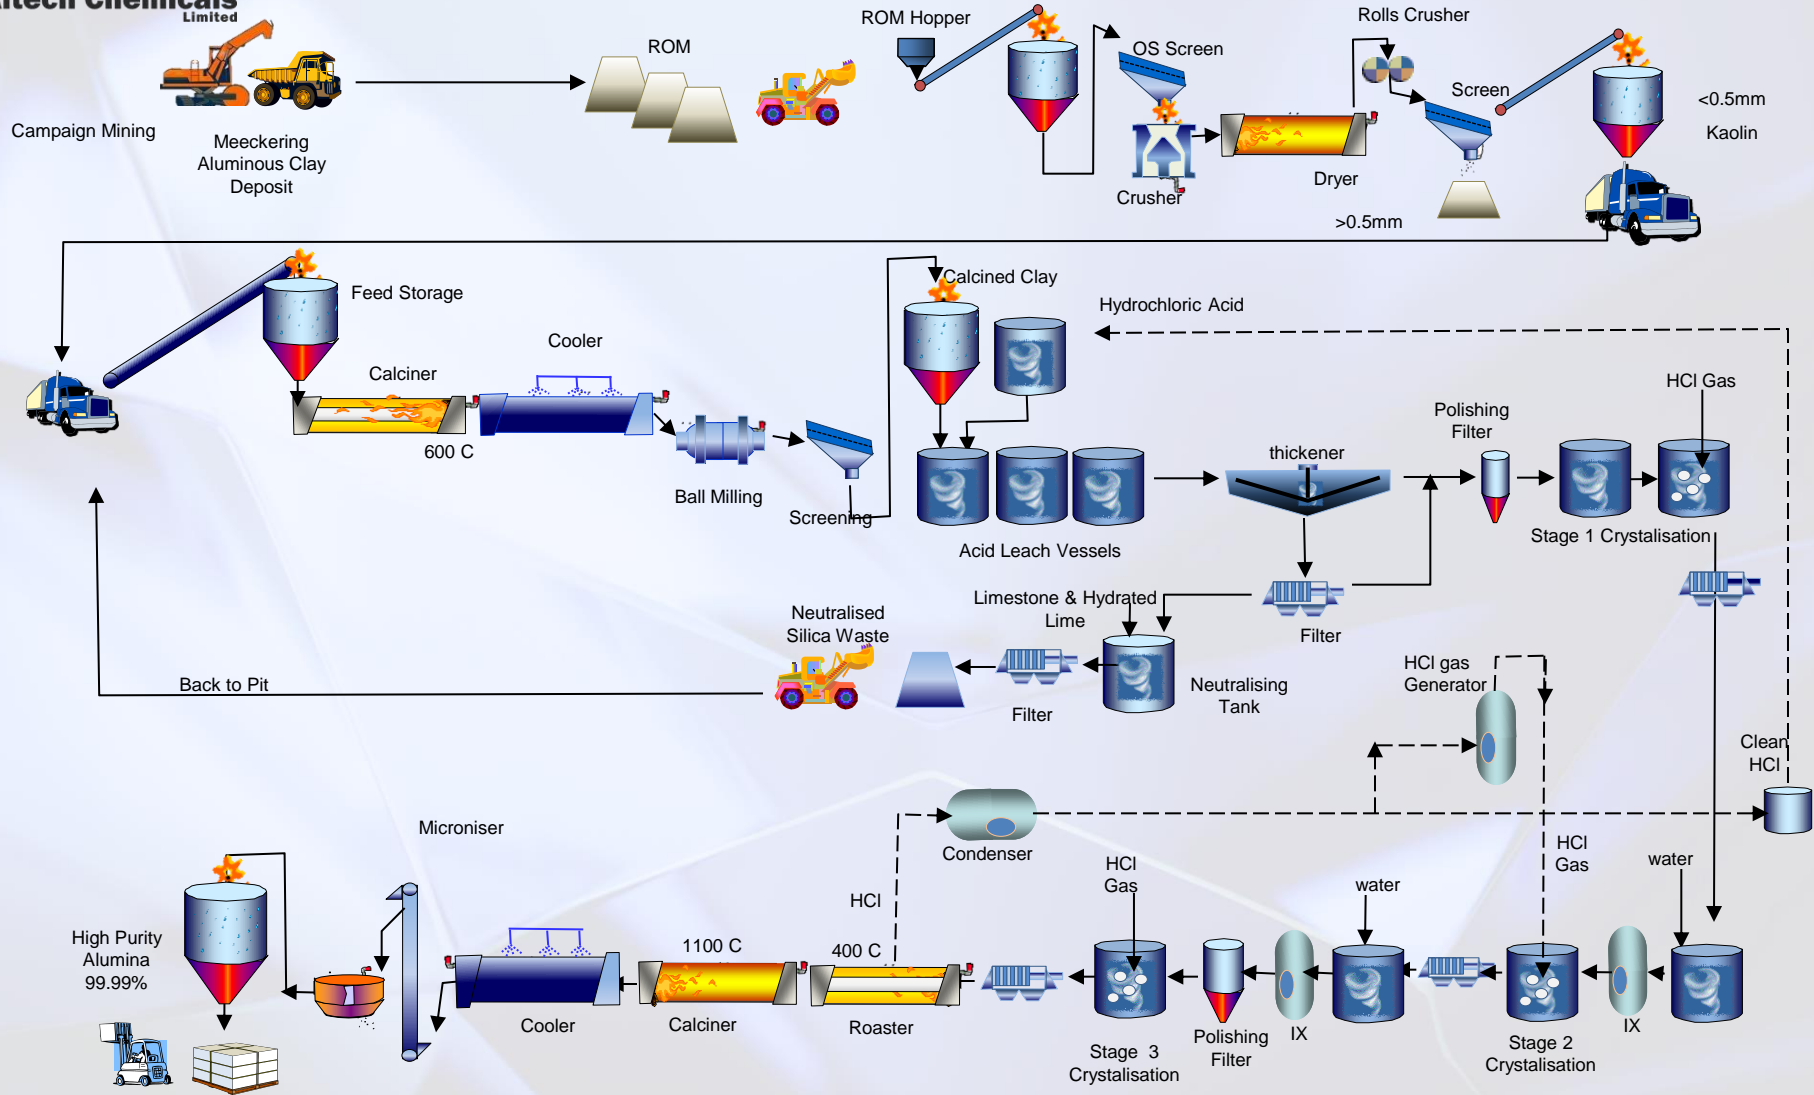 Altech Chemicals
Limited
ROM
ROM Hopper
OS Screen
Rolls Crusher
Screen
<0.5mm
Kaolin
Campaign Mining
Meeckering
Aluminous Clay
Deposit
Crusher
Dryer
>0.5mm
Feed Storage
Calcined Clay
Hydrochloric Acid
Cooler
Calciner
600 C
HCl Gas
Polishing
Filter
thickener
Ball Milling
Screening
Acid Leach Vessels
Stage 1 Crystalisation
Limestone & Hydrated
Lime
Neutralised
Silica Waste
Filter
HCl gas
Generator
Back to Pit
Neutralising
Tank
Filter
Clean
HCl
Microniser
Condenser
HCl
Gas
HCl
Gas
water
water
HCl
High Purity
Alumina
99.99%
1100 C
400 C
Cooler
Calciner
Roaster
Stage 3
Crystalisation
Polishing
Filter
IX
Stage 2
Crystalisation
IX